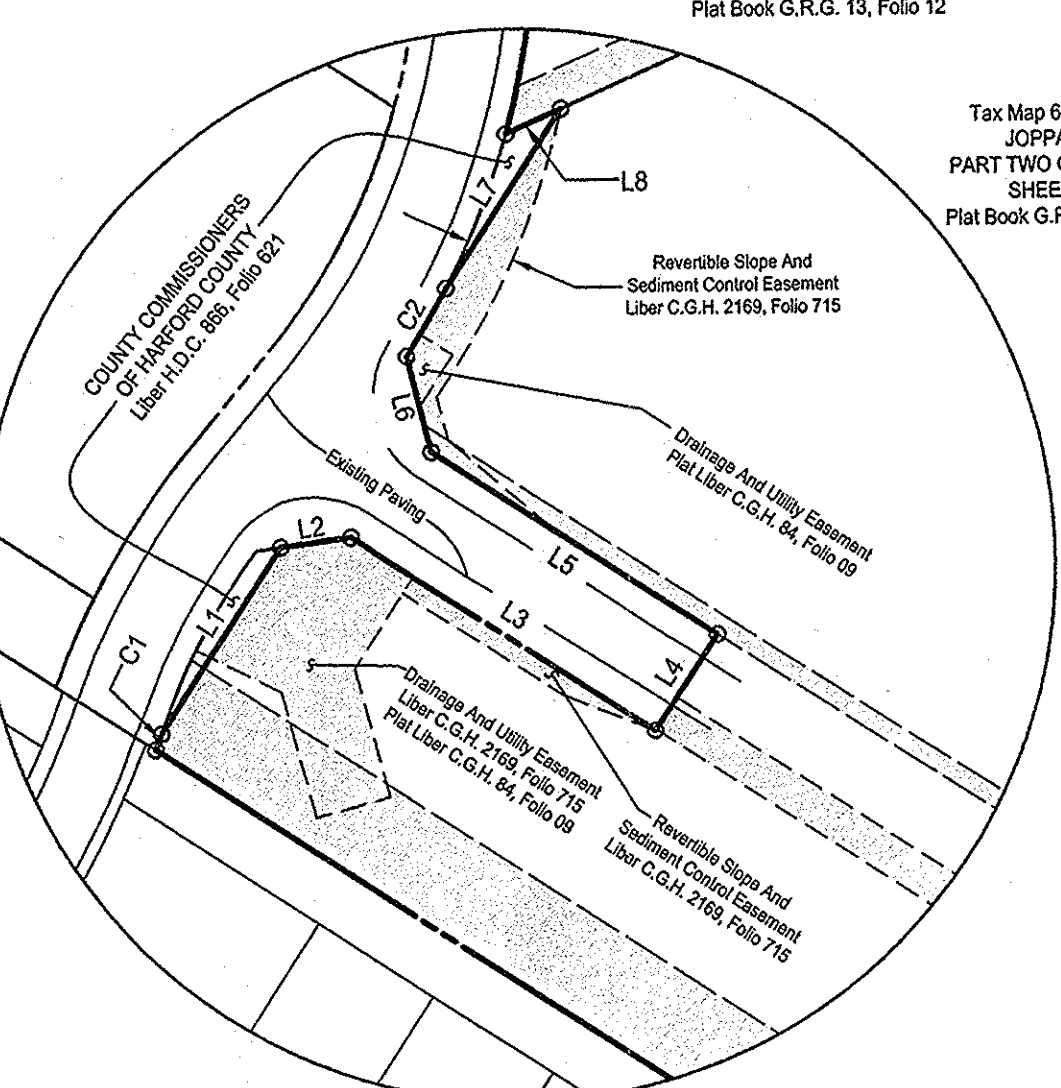 Plat Book G.R.G. 13, Folio 12
Tax Map 6
JOPPA
PART TWO
SHEE
Plat Book G.R
L8
L7
Revertible Slope And
Sediment Control Easement
Liber C.G.H. 2169, Folio 715
COUNTY COMMISSIONERS
OF HARFORD COUNTY
Liber H.D.C. 866, Folio 621
C2
L6
Drainage And Utility Easement
Plat Liber C.G.H. 84, Folio 09
Existing Paving
L2
L5
L3
L1
C1
L4
Drainage And Utility Easement
Liber C.G.H. 2169, Folio 715
Plat Liber C.G.H. 84, Folio 09
Revertible Slope And
Sediment Control Easement
Liber C.G.H. 2169, Folio 715